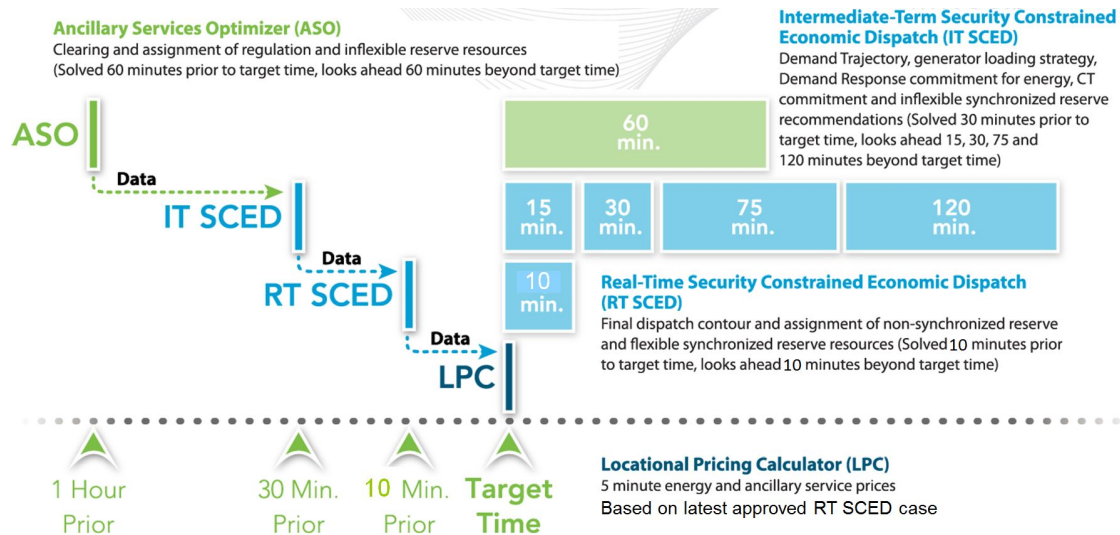 Ancillary Services Optimizer (ASO)
Clearing and assignment of regulation and inflexible reserve resources
(Solved 60 minutes prior to target time, looks ahead 60 minutes beyond target time)
Intermediate-Term Security Constrained
Economic Dispatch (IT SCED)
Demand Trajectory, generator loading strategy,
Demand Response commitment for energy, CT
commitment and inflexible synchronized reserve
recommendations (Solved 30 minutes prior to
target time, looks ahead 15, 30, 75 and
120 minutes beyond target time)
ASO
60
min.
Data
IT SCED
15
min.
30
min.
75
min.
120
min.
Data
RT SCED
10
min.
Real-Time Security Constrained Economic Dispatch
(RT SCED)
Final dispatch contour and assignment of non-synchronized reserve
and flexible synchronized reserve resources (Solved 10 minutes prior
to target time, looks ahead 10 minutes beyond target time)
Data
LPC
1 Hour
Prior
30 Min.
Prior
10 Min.
Prior
Target
Time
Locational Pricing Calculator (LPC)
5 minute energy and ancillary service prices
Based on latest approved RT SCED case